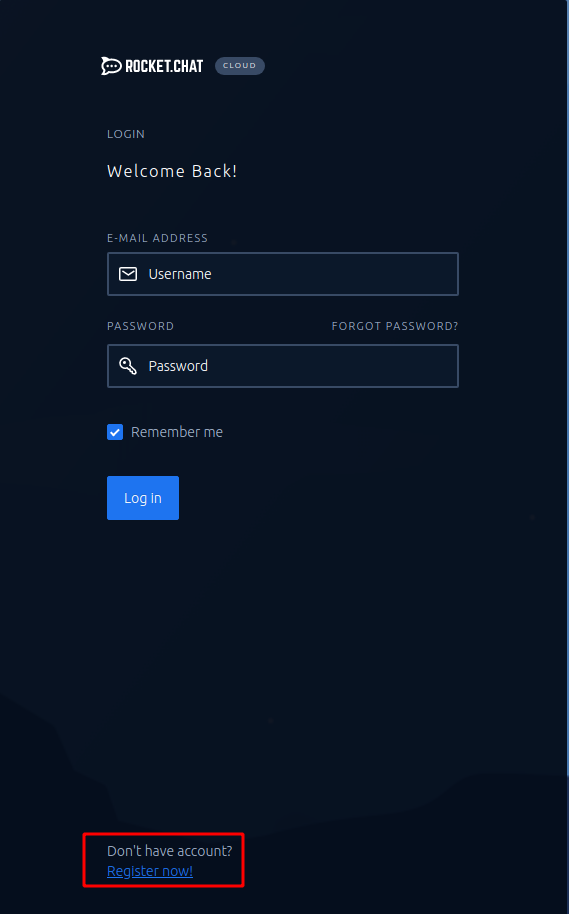 ROCKET.CHAT CLOUD
LOGIN
Welcome Back!
E-MAIL ADDRESS
Username
PASSWORD FORGOT PASSWORD?
Password
Remember me
Log in
Don't have account?
Register now!